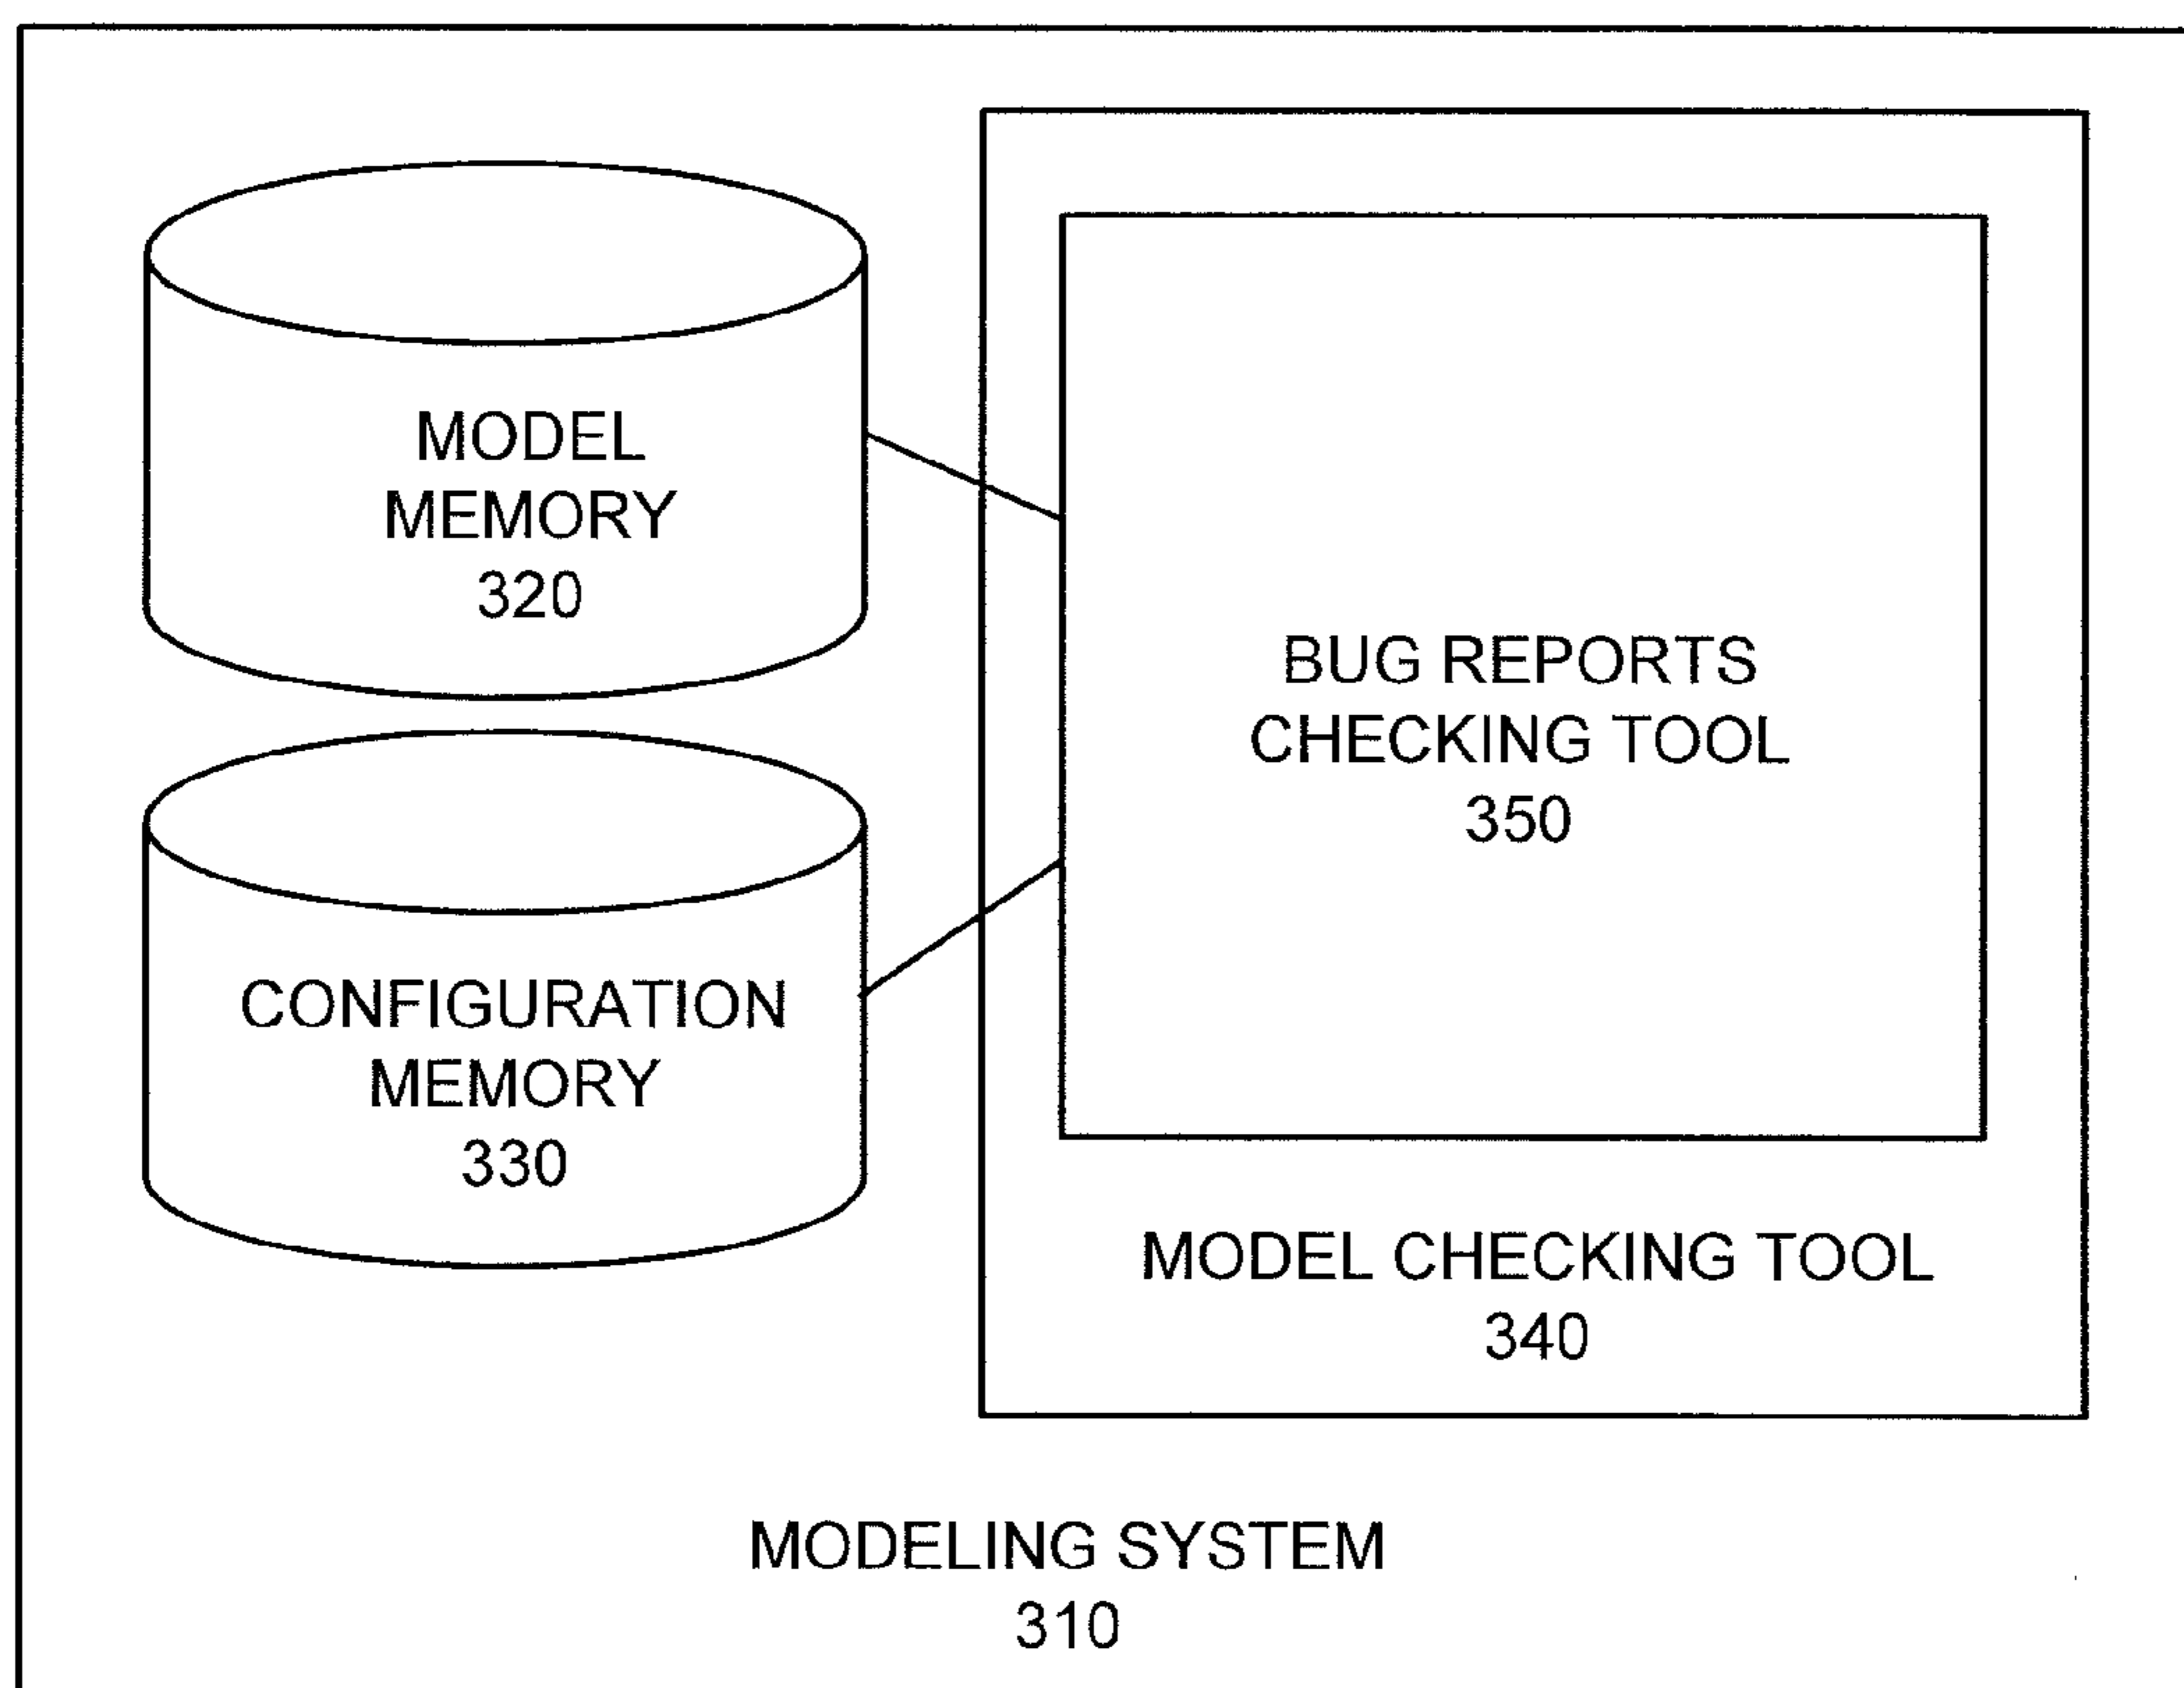 MODEL
MEMORY
320
BUG REPORTS
CHECKING TOOL
350
CONFIGURATION
MEMORY
330
MODEL CHECKING TOOL
340
MODELING SYSTEM
310